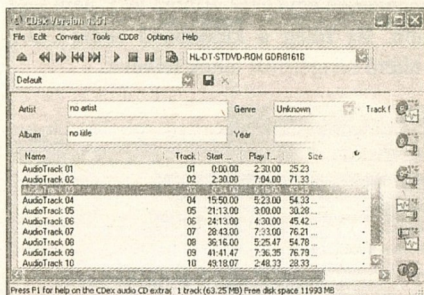 CDex Version 1.51
File Edit Convert Tools CDDB Options Help
HL-DT-STDVD-ROM GDR8161B
Default
Artist no artist Genre Unknown Track
Album no title Year
Name Track Start ... Play T... Size
AudioTrack 01 01 0:00.00 2:30.00 25.23 ...
AudioTrack 02 02 2:30.00 7:04.00 71.33 ...
AudioTrack 03 03
AudioTrack 04 04 15:50.00 5:23.00 54.33 ...
AudioTrack 05 05 21:13.00 3:00.00 30.28 ...
AudioTrack 06 06 24:13.00 4:30.00 45.42 ...
AudioTrack 07 07 28:43.00 7:33.00 76.21 ...
AudioTrack 08 08 36:16.00 5:25.47 54.78 ...
AudioTrack 09 09 41:41.47 7:36.35 76.79 ...
AudioTrack 10 10 49:18.07 2:48.33 28.33 ...
Press F1 for help on the CDex audio CD extra( 1 track (63.25 MB) Free disk space 11993 MB